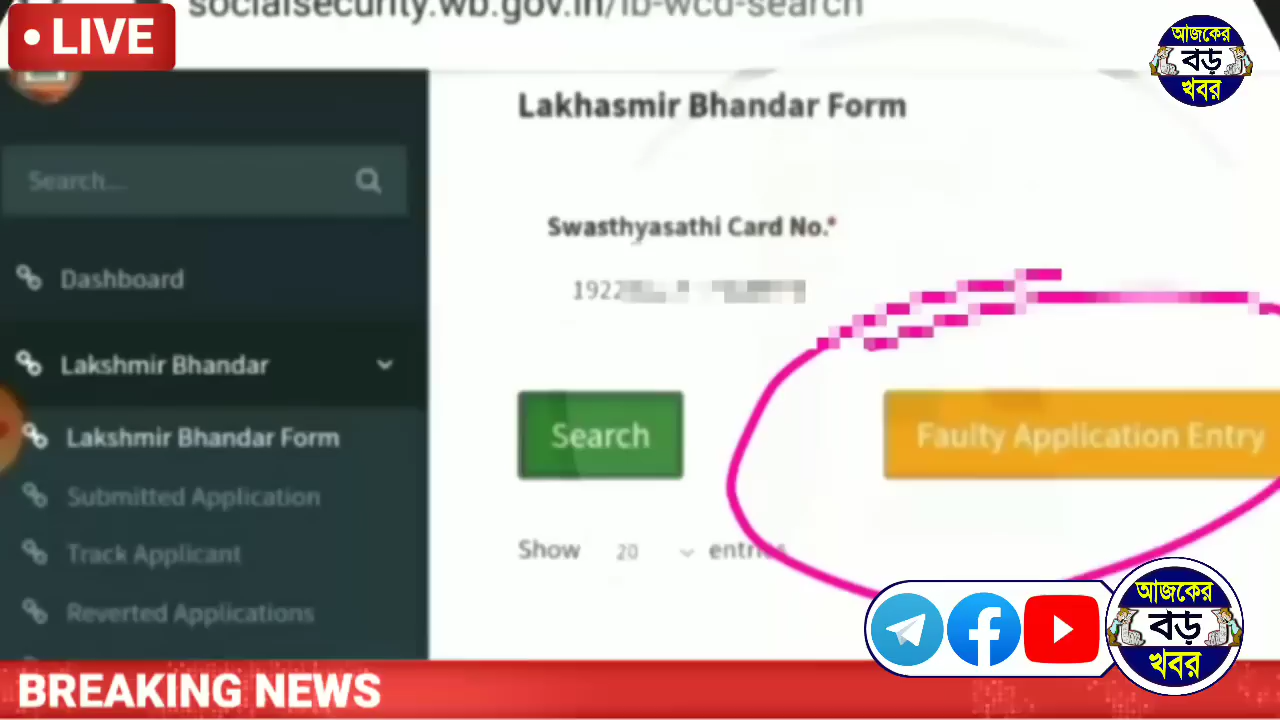 socialsecurity.wb.gov.in/lb-wcd-search
LIVE
আজকের
বড়
খবর
Lakhasmir Bhandar Form
Search...
Swasthyasathi Card No.*
Dashboard
1922
Lakshmir Bhandar
Search
Faulty Application Entry
Lakshmir Bhandar Form
Submitted Application
Show 20 entries
Track Applicant
Reverted Applications
আজকের
বড়
খবর
BREAKING NEWS